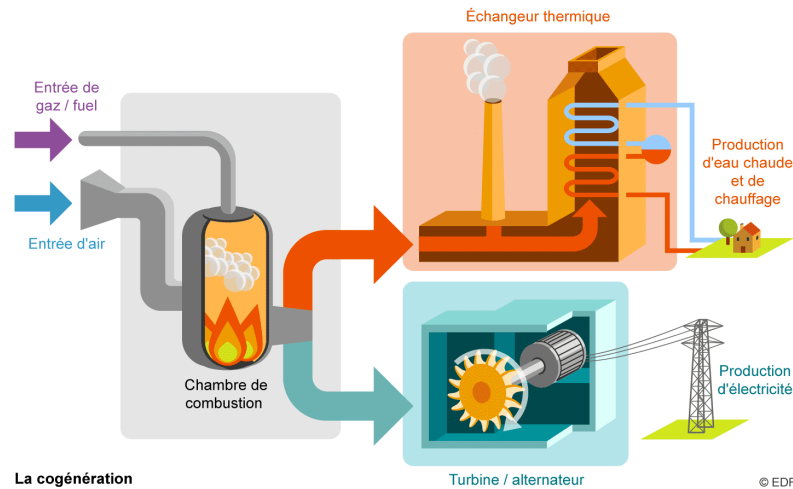 Échangeur thermique
Entrée de
gaz / fuel
Entrée d'air
Production
d'eau chaude
et de
chauffage
Chambre de
combustion
Production
d'électricité
La cogénération
Turbine / alternateur
© EDF